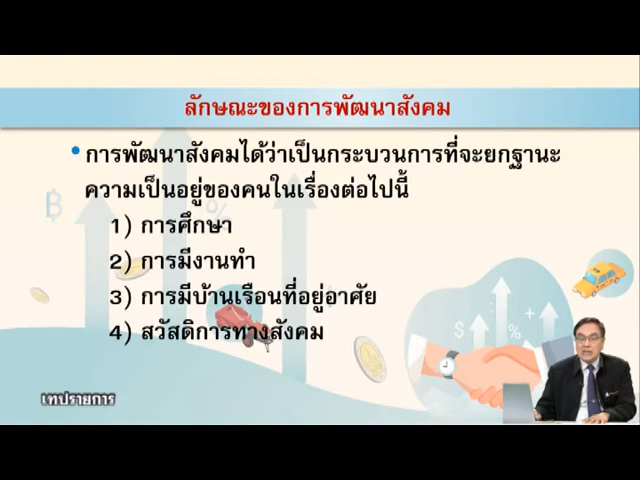 ลักษณะของการพัฒนาสังคม
• การพัฒนาสังคมได้ว่าเป็นกระบวนการที่จะยกฐานะ
ความเป็นอยู่ของคนในเรื่องต่อไปนี้
1) การศึกษา
2) การมีงานทำ
3) การมีบ้านเรือนที่อยู่อาศัย
4) สวัสดิการทางสังคม
เทปรายการ